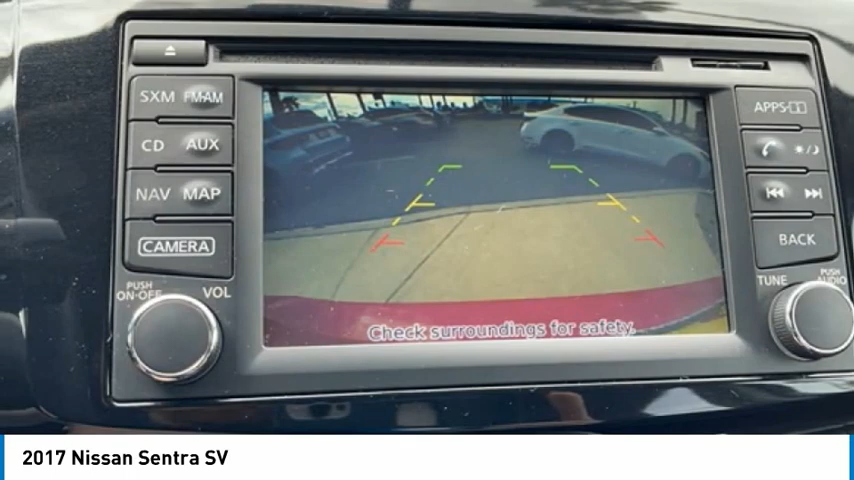 SXM FM·AM
CD AUX
NAV MAP
CAMERA
PUSH
ON·OFF
VOL
APPS·
BACK
TUNE
PUSH
AUDIO
Check surroundings for safety.
2017 Nissan Sentra SV